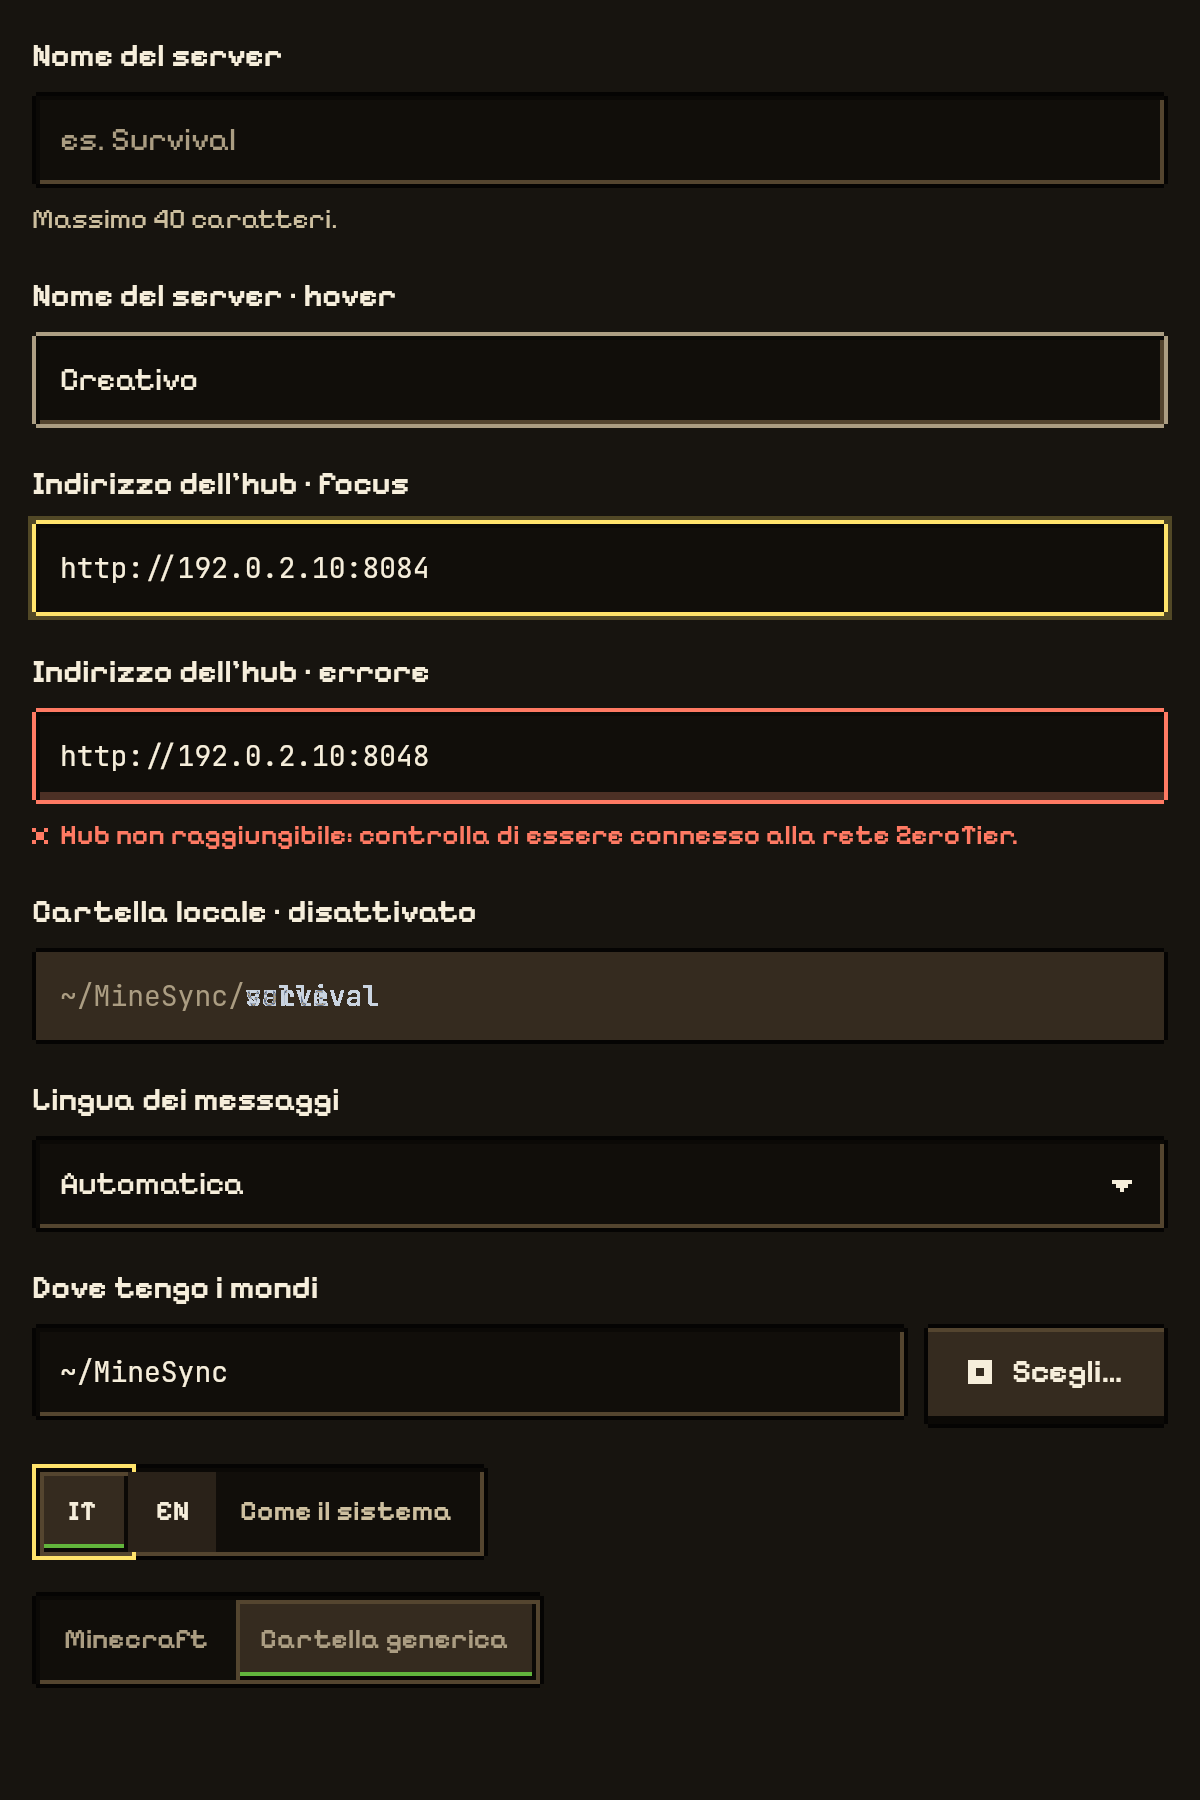 Nome del server
es. Survival
Massimo 40 caratteri.
Nome del server · hover
Creativo
Indirizzo dell'hub · focus
http://192.0.2.10:8084
Indirizzo dell'hub · errore
http://192.0.2.10:8048
Hub non raggiungibile: controlla di essere connesso alla rete ZeroTier.
Cartella locale · disattivato
~/MineSync/
Lingua dei messaggi
Automatica
Dove tengo i mondi
~/MineSync
Scegli...
IT EN Come il sistema
Minecraft Cartella generica